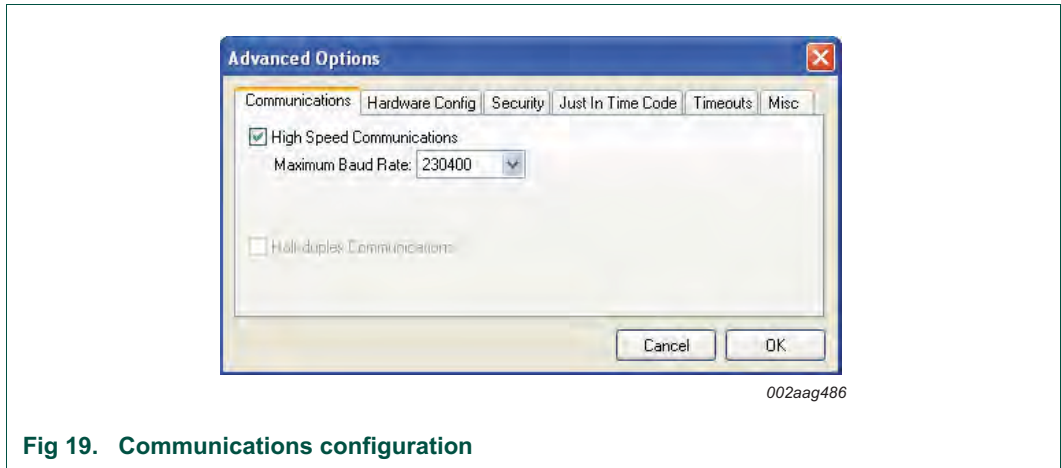 Advanced Options
Communications Hardware Config Security Just In Time Code Timeouts Misc
High Speed Communications
Maximum Baud Rate: 230400
Half-duplex Communications
Cancel OK
002aag486
Fig 19. Communications configuration